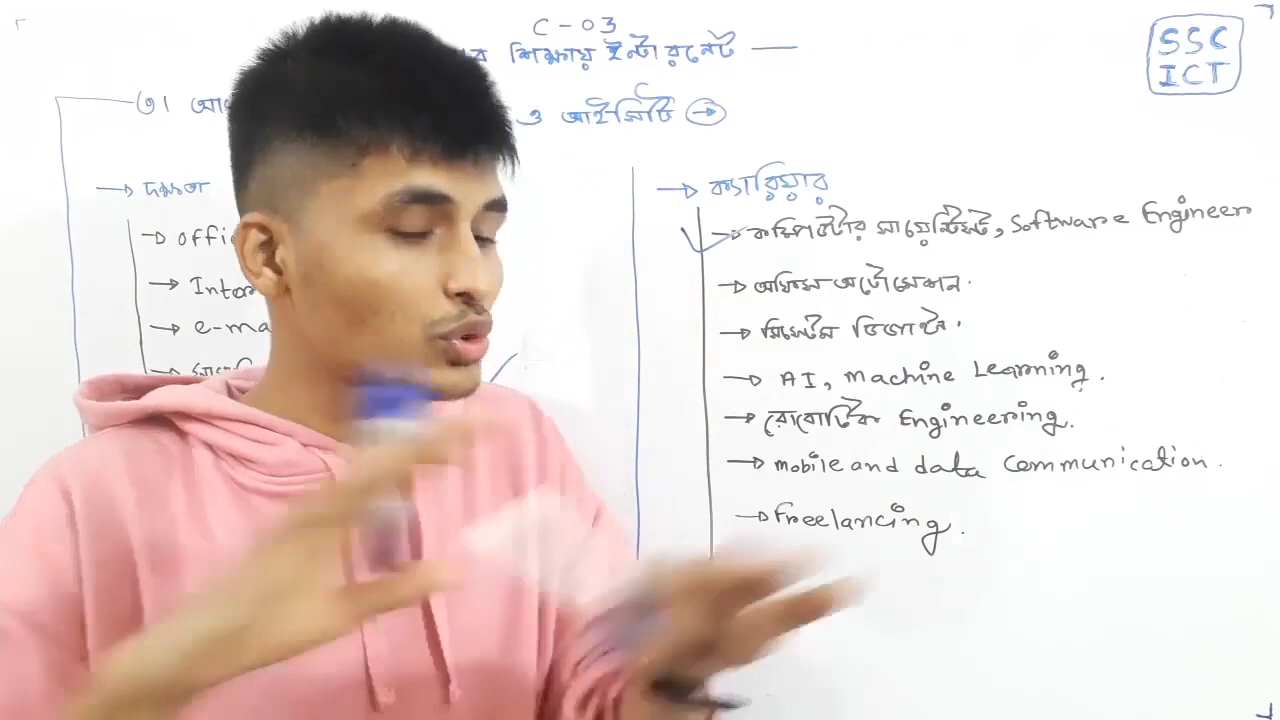 C - 03
শিক্ষায় ইন্টারনেট
SSC
ICT
৩।
ও আইসিটি →
→ দক্ষতা
→ offi
→ Inter
→ e-ma
→ ক্যারিয়ার
→ কম্পিউটার সায়েন্টিস্ট, Software Engineer
→ অফিস অটোমেশন.
→ সিস্টেম ডিজাইন.
→ AI, Machine Learning.
→ রোবোটিক Engineering.
→ mobile and data communication.
→ freelancing.